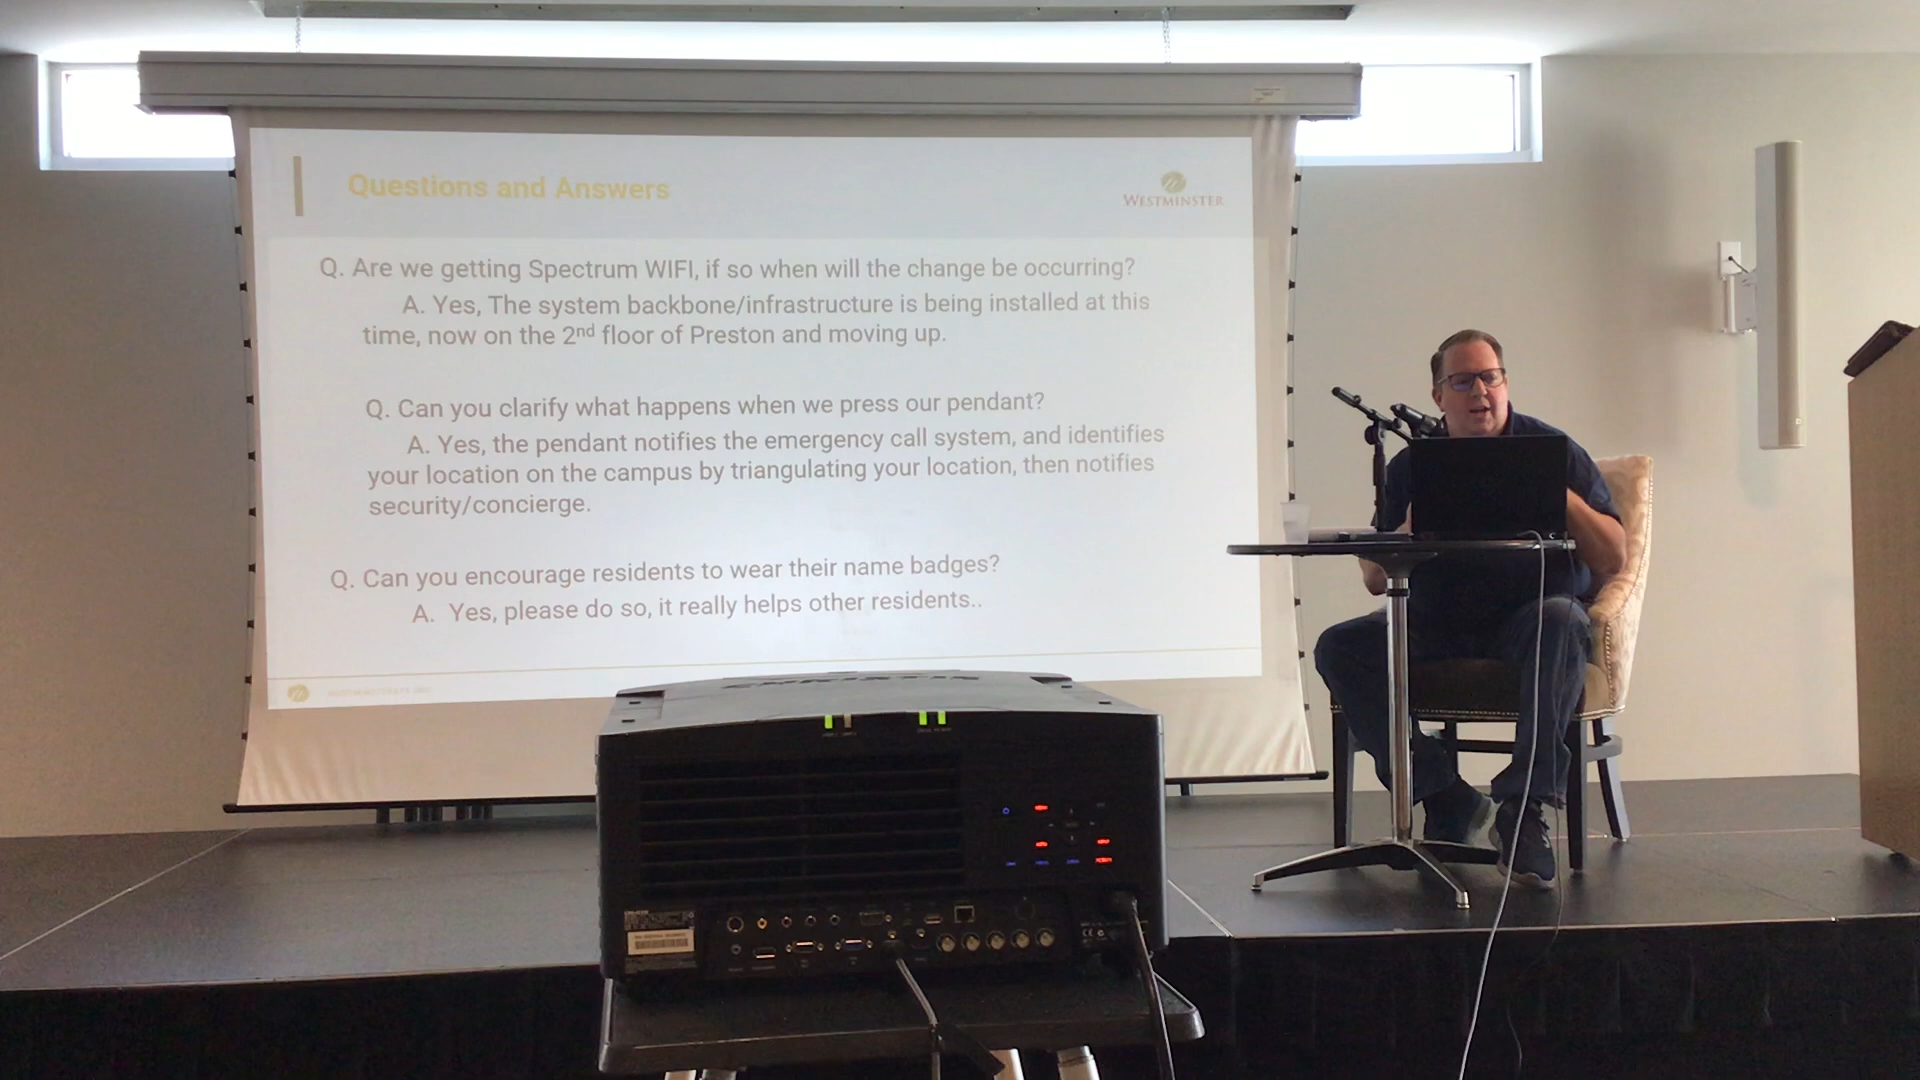 Questions and Answers
WESTMINSTER
Q. Are we getting Spectrum WIFI, if so when will the change be occurring?
A. Yes, The system backbone/infrastructure is being installed at this
time, now on the 2nd floor of Preston and moving up.
Q. Can you clarify what happens when we press our pendant?
A. Yes, the pendant notifies the emergency call system, and identifies
your location on the campus by triangulating your location, then notifies
security/concierge.
Q. Can you encourage residents to wear their name badges?
A. Yes, please do so, it really helps other residents..
CHRISTIE